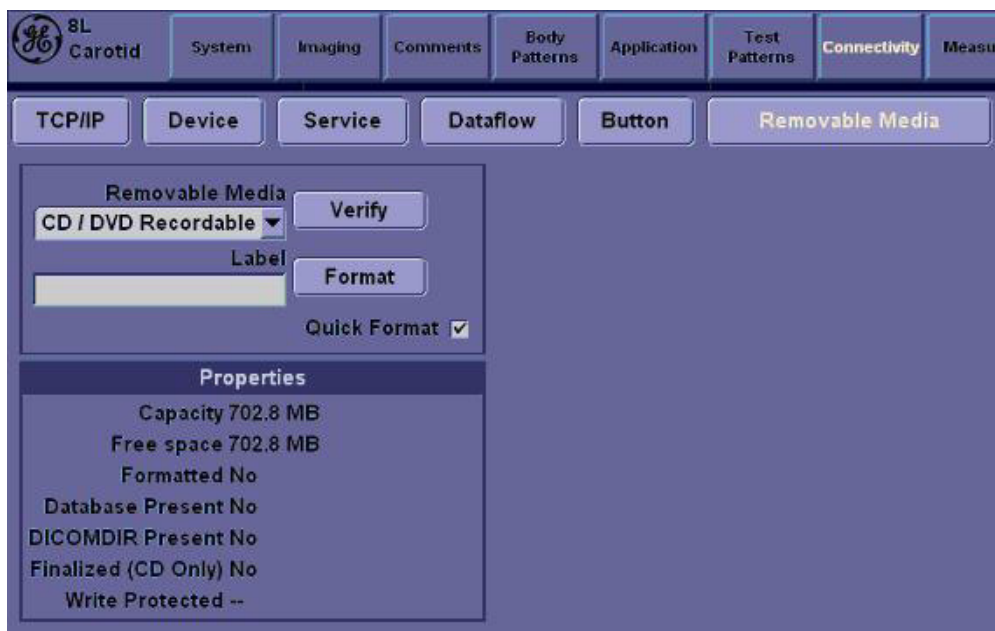 8L
Carotid
System
Imaging
Comments
Body
Patterns
Application
Test
Patterns
Connectivity
Measu
TCP/IP
Device
Service
Dataflow
Button
Removable Media
Removable Media
CD / DVD Recordable
Verify
Label
Format
Quick Format
Properties
Capacity 702.8 MB
Free space 702.8 MB
Formatted No
Database Present No
DICOMDIR Present No
Finalized (CD Only) No
Write Protected --